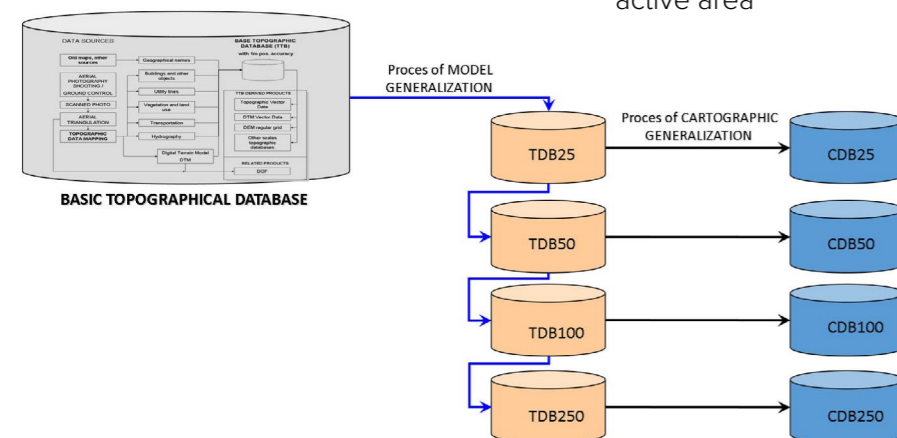 active area
DATA SOURCES
BASE TOPOGRAPHIC
DATABASE (TTB)
with 1m pos. accuracy
Old maps, other
sources
AERIAL
PHOTOGRAPHY
SHOOTING /
GROUND CONTROL
SCANNED PHOTO
AERIAL
TRIANGULATION
TOPOGRAPHIC
DATA MAPPING
Geographical names
Buildings and other
objects
Utility lines
Vegetation and land
use
Transportation
Hydrography
Digital Terrain Model
DTM
TTB DERIVED PRODUCTS
Topographic Vector
Data
DTM Vector Data
DEM regular grid
Other scales
topographic
databases
RELATED PRODUCTS
DOF
BASIC TOPOGRAPHICAL DATABASE
Proces of MODEL
GENERALIZATION
Proces of CARTOGRAPHIC
GENERALIZATION
TDB25
CDB25
TDB50
CDB50
TDB100
CDB100
TDB250
CDB250